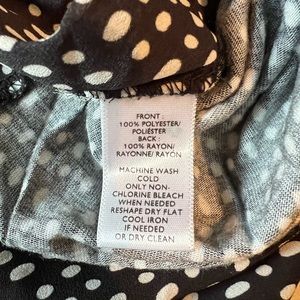 FRONT :
100% POLYESTER/
POLIÉSTER
BACK :
100% RAYON/
RAYONNE/ RAYON
MACHINE WASH
COLD
ONLY NON-
CHLORINE BLEACH
WHEN NEEDED
RESHAPE DRY FLAT
COOL IRON
IF NEEDED
OR DRY CLEAN